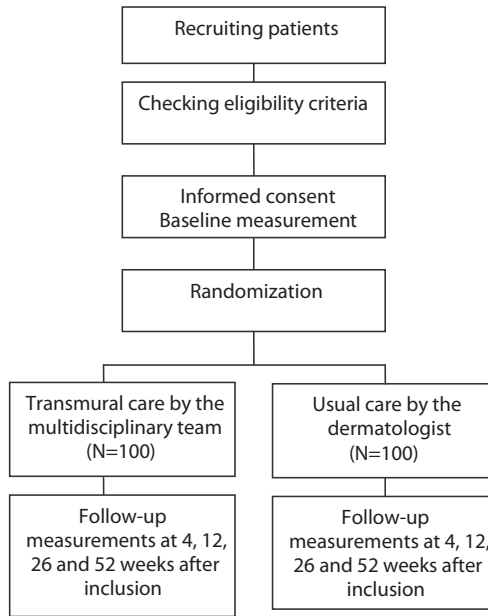 Recruiting patients
Checking eligibility criteria
Informed consent
Baseline measurement
Randomization
Transmural care by the
multidisciplinary team
(N=100)
Usual care by the
dermatologist
(N=100)
Follow-up
measurements at 4, 12,
26 and 52 weeks after
inclusion
Follow-up
measurements at 4, 12,
26 and 52 weeks after
inclusion